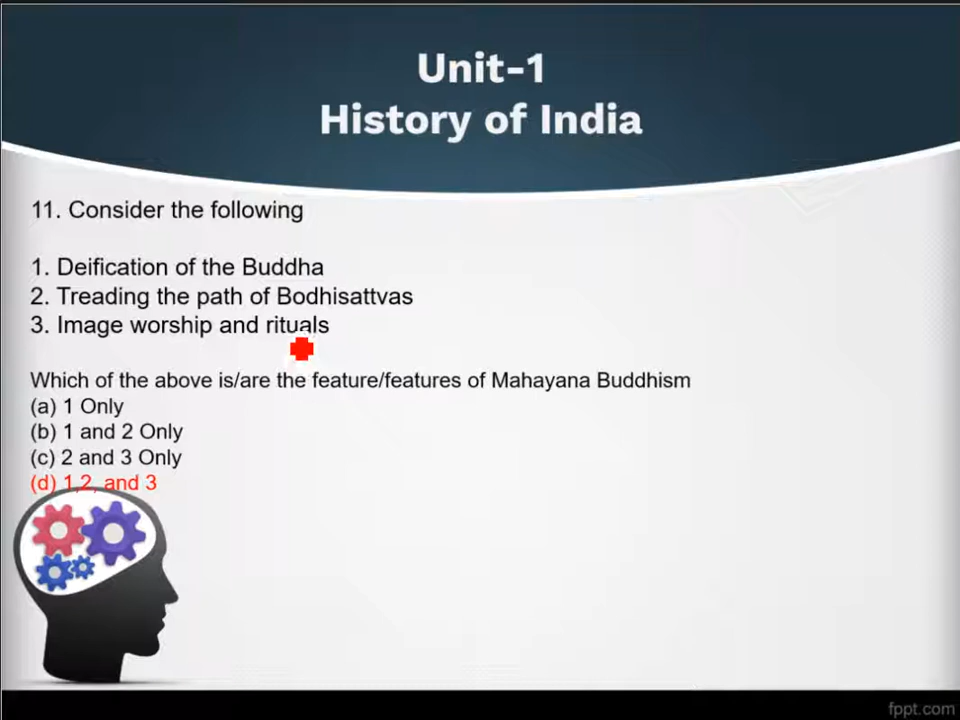 Unit-1
History of India
11. Consider the following
1. Deification of the Buddha
2. Treading the path of Bodhisattvas
3. Image worship and rituals
Which of the above is/are the feature/features of Mahayana Buddhism
(a) 1 Only
(b) 1 and 2 Only
(c) 2 and 3 Only
(d) 1,2, and 3
fppt.com